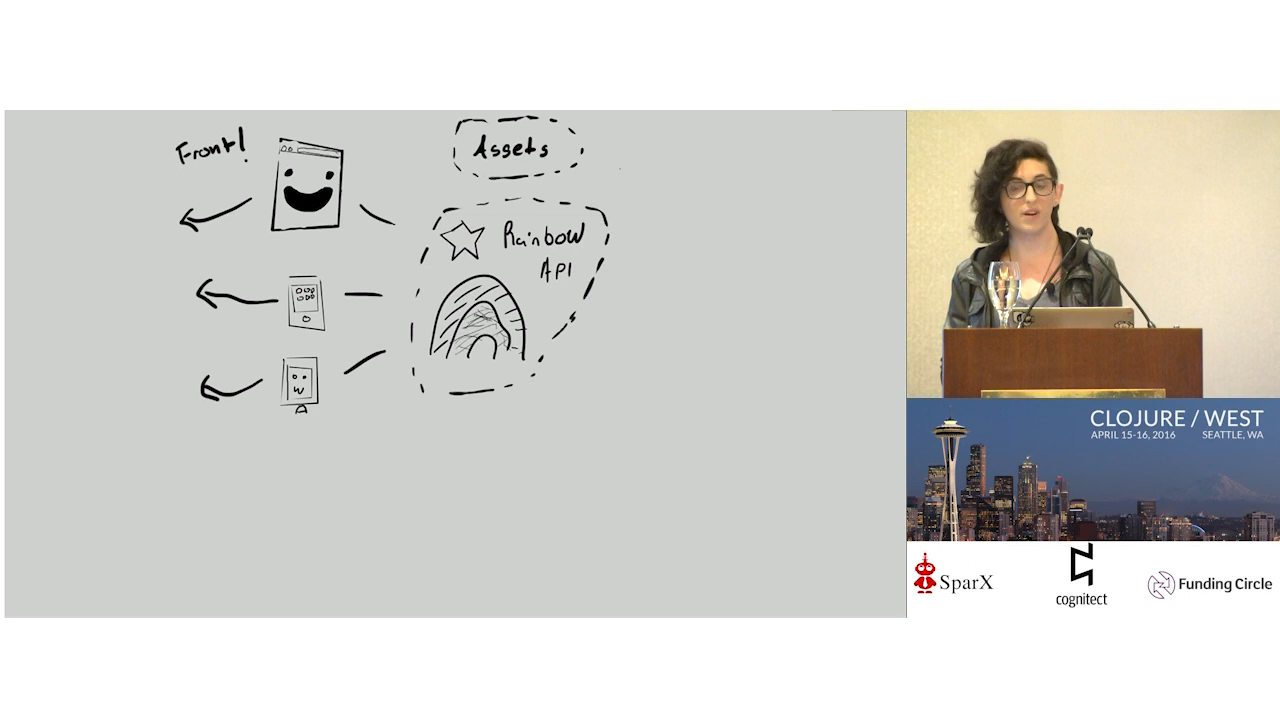 Front!
Assets
Rainbow
API
CLOJURE / WEST
APRIL 15-16, 2016 SEATTLE, WA
SparX
cognitect
Funding Circle